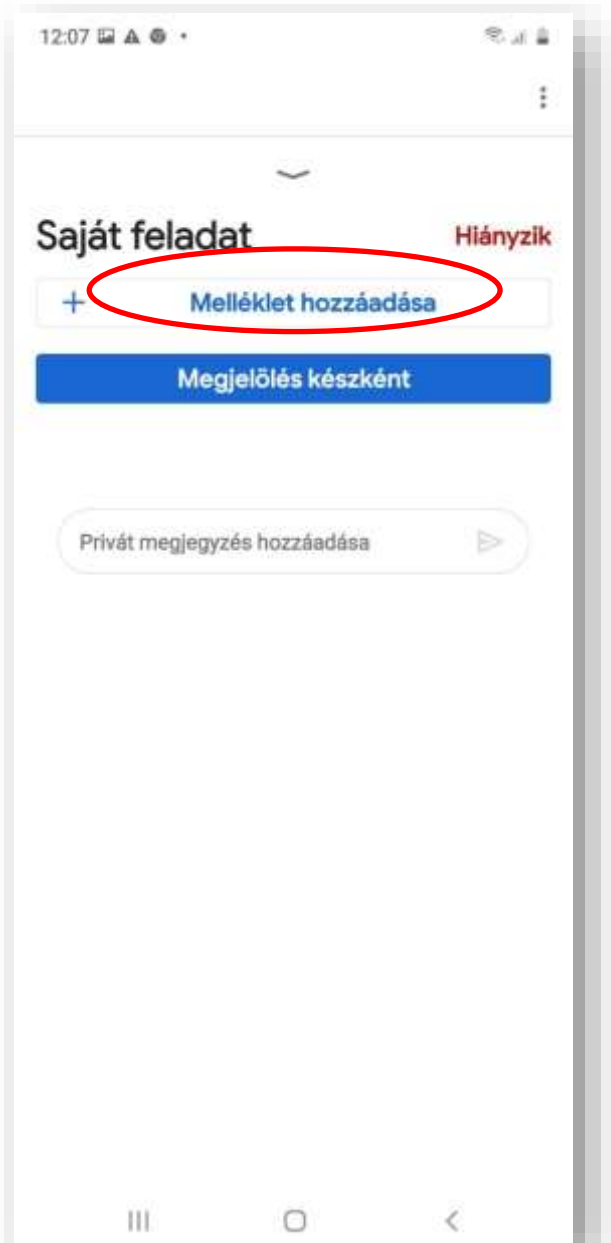 12:07
Saját feladat Hiányzik
+ Melléklet hozzáadása
Megjelölés készként
Privát megjegyzés hozzáadása